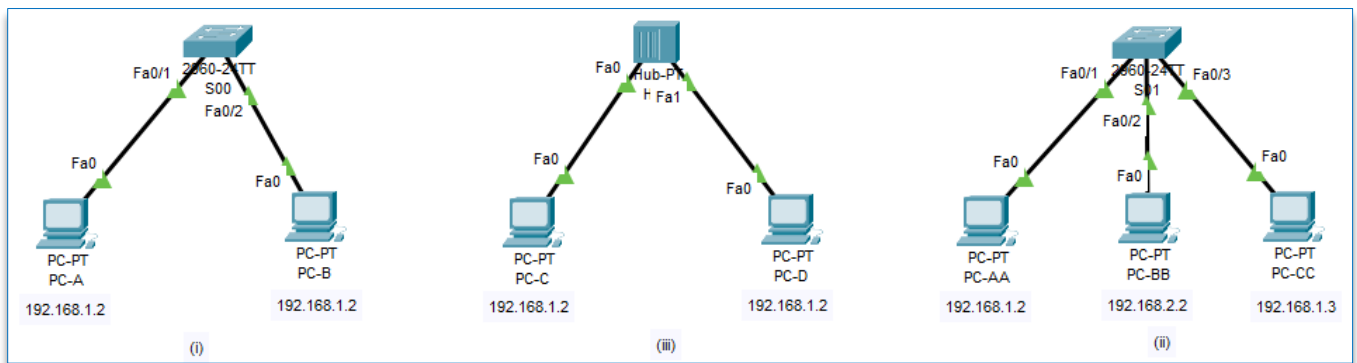 2960-24TT
S00
Fa0/1
Fa0/2
Fa0
Fa0
PC-PT
PC-A
192.168.1.2
PC-PT
PC-B
192.168.1.2
(i)
Hub-PT
Fa0
Fa1
Fa0
Fa0
PC-PT
PC-C
192.168.1.2
PC-PT
PC-D
192.168.1.2
(iii)
2960-24TT
S01
Fa0/1
Fa0/2
Fa0/3
Fa0
Fa0
Fa0
PC-PT
PC-AA
192.168.1.2
PC-PT
PC-BB
192.168.2.2
PC-PT
PC-CC
192.168.1.3
(ii)